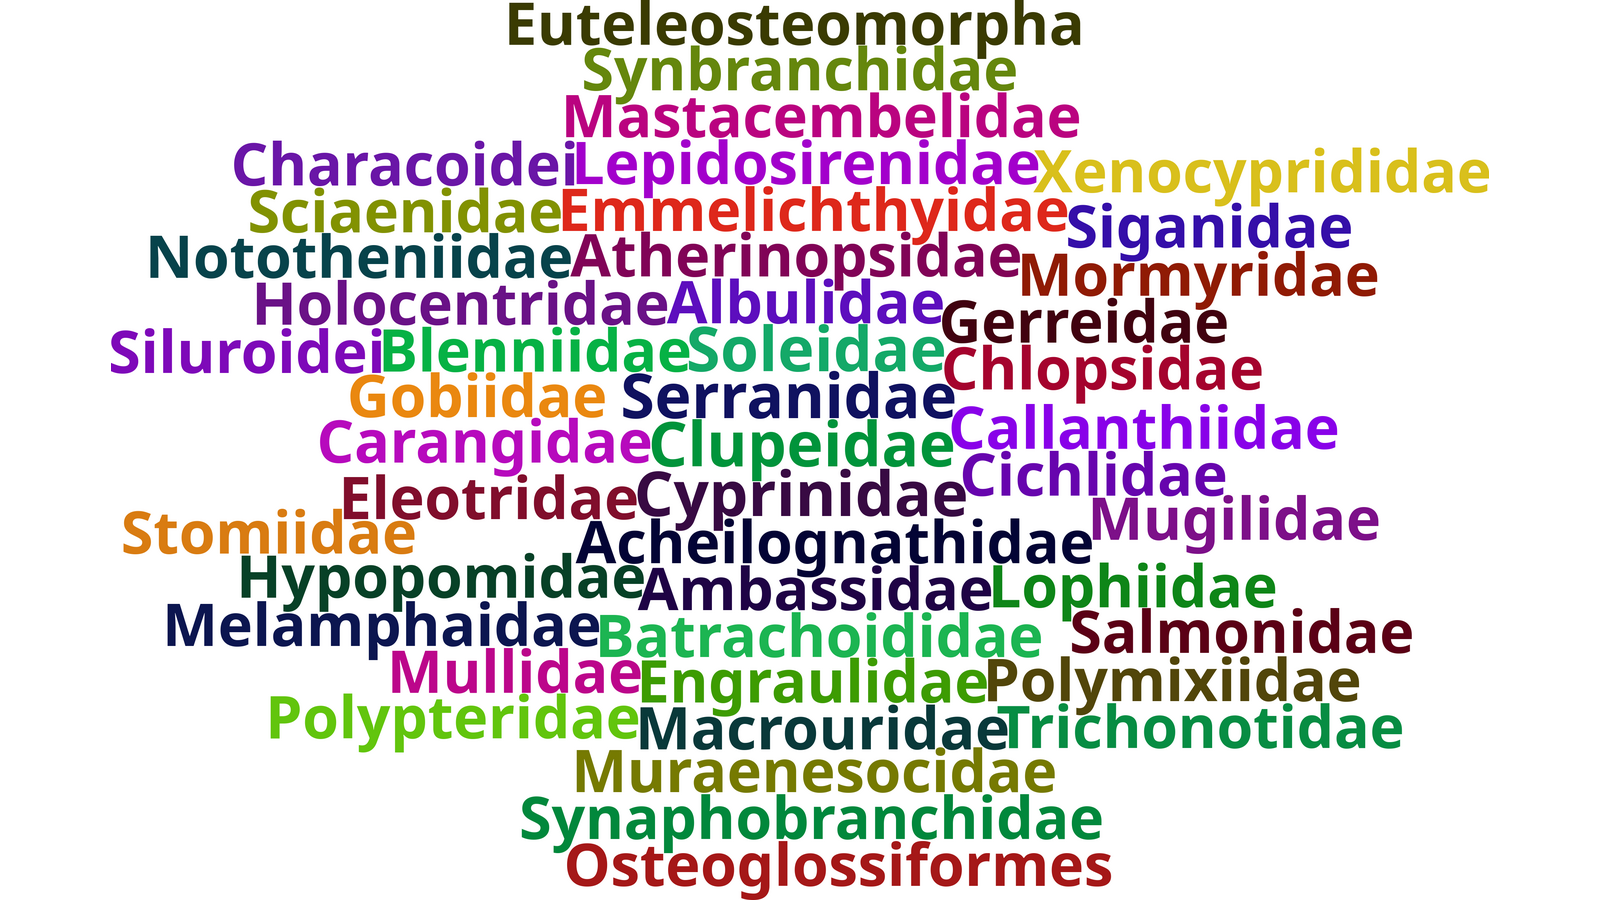 Euteleosteomorpha
Synbranchidae
Mastacembelidae
Characoidei Lepidosirenidae Xenocyprididae
Sciaenidae Emmelichthyidae Siganidae
Nototheniidae Atherinopsidae Mormyridae
Holocentridae Albulidae Gerreidae
Siluroidei Blenniidae Soleidae Chlopsidae
Gobiidae Serranidae Callanthiidae
Carangidae Clupeidae Cichlidae
Eleotridae Cyprinidae Mugilidae
Stomiidae Acheilognathidae
Hypopomidae Ambassidae Lophiidae
Melamphaidae Batrachoididae Salmonidae
Mullidae Engraulidae Polymixiidae
Polypteridae Macrouridae Trichonotidae
Muraenesocidae
Synaphobranchidae
Osteoglossiformes